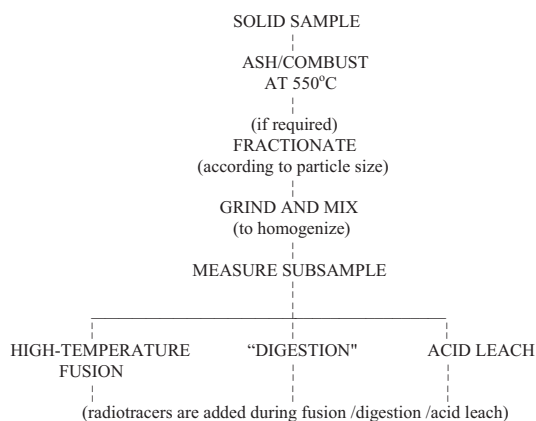 SOLID SAMPLE
ASH/COMBUST
AT 550°C
(if required)
FRACTIONATE
(according to particle size)
GRIND AND MIX
(to homogenize)
MEASURE SUBSAMPLE
HIGH-TEMPERATURE FUSION
“DIGESTION"
ACID LEACH
(radiotracers are added during fusion /digestion /acid leach)